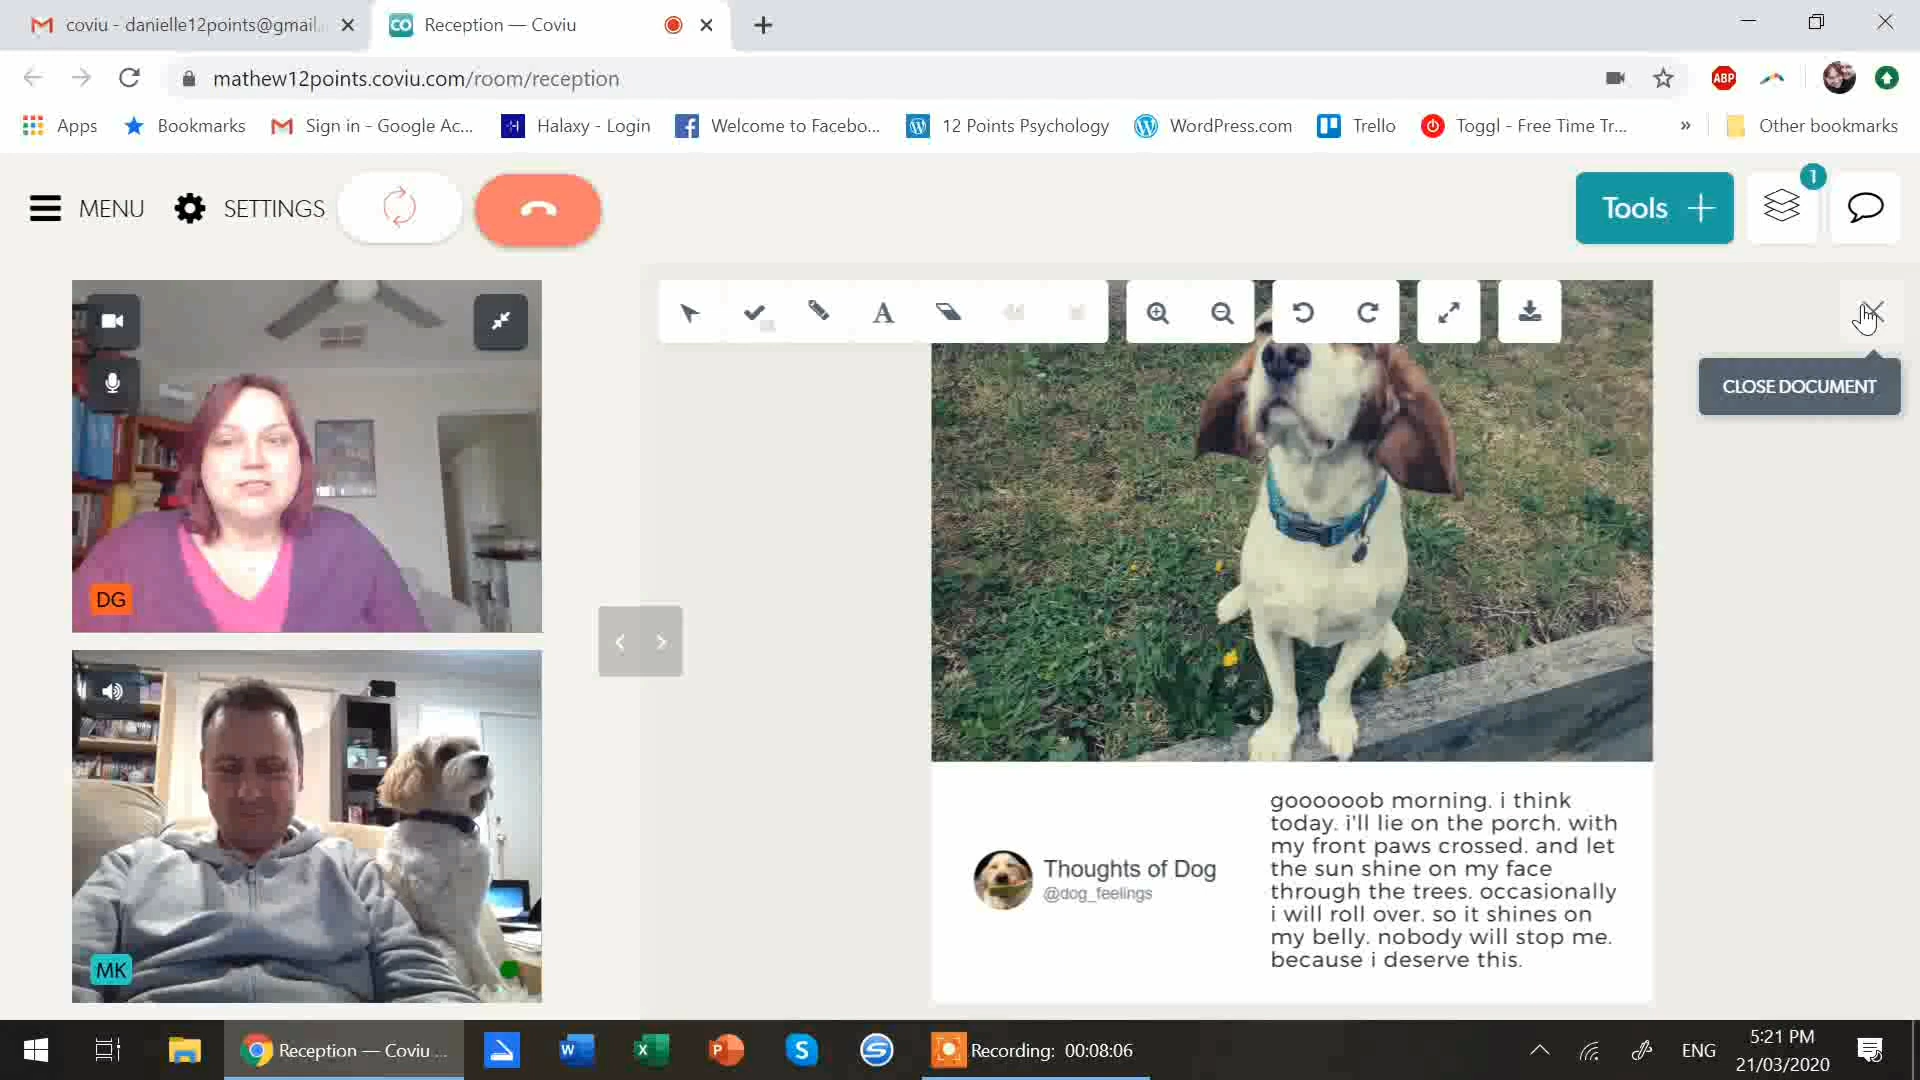 coviu - danielle12points@gmail.
Reception — Coviu
mathew12points.coviu.com/room/reception
ABP
Apps
Bookmarks
Sign in - Google Ac...
Halaxy - Login
Welcome to Facebo...
12 Points Psychology
WordPress.com
Trello
Toggl - Free Time Tr...
»
Other bookmarks
MENU
SETTINGS
Tools +
1
A
CLOSE DOCUMENT
DG
MK
Thoughts of Dog
@dog_feelings
goooooob morning. i think
today. i'll lie on the porch. with
my front paws crossed. and let
the sun shine on my face
through the trees. occasionally
i will roll over. so it shines on
my belly. nobody will stop me.
because i deserve this.
Reception — Coviu ...
Recording: 00:08:06
ENG
5:21 PM
21/03/2020